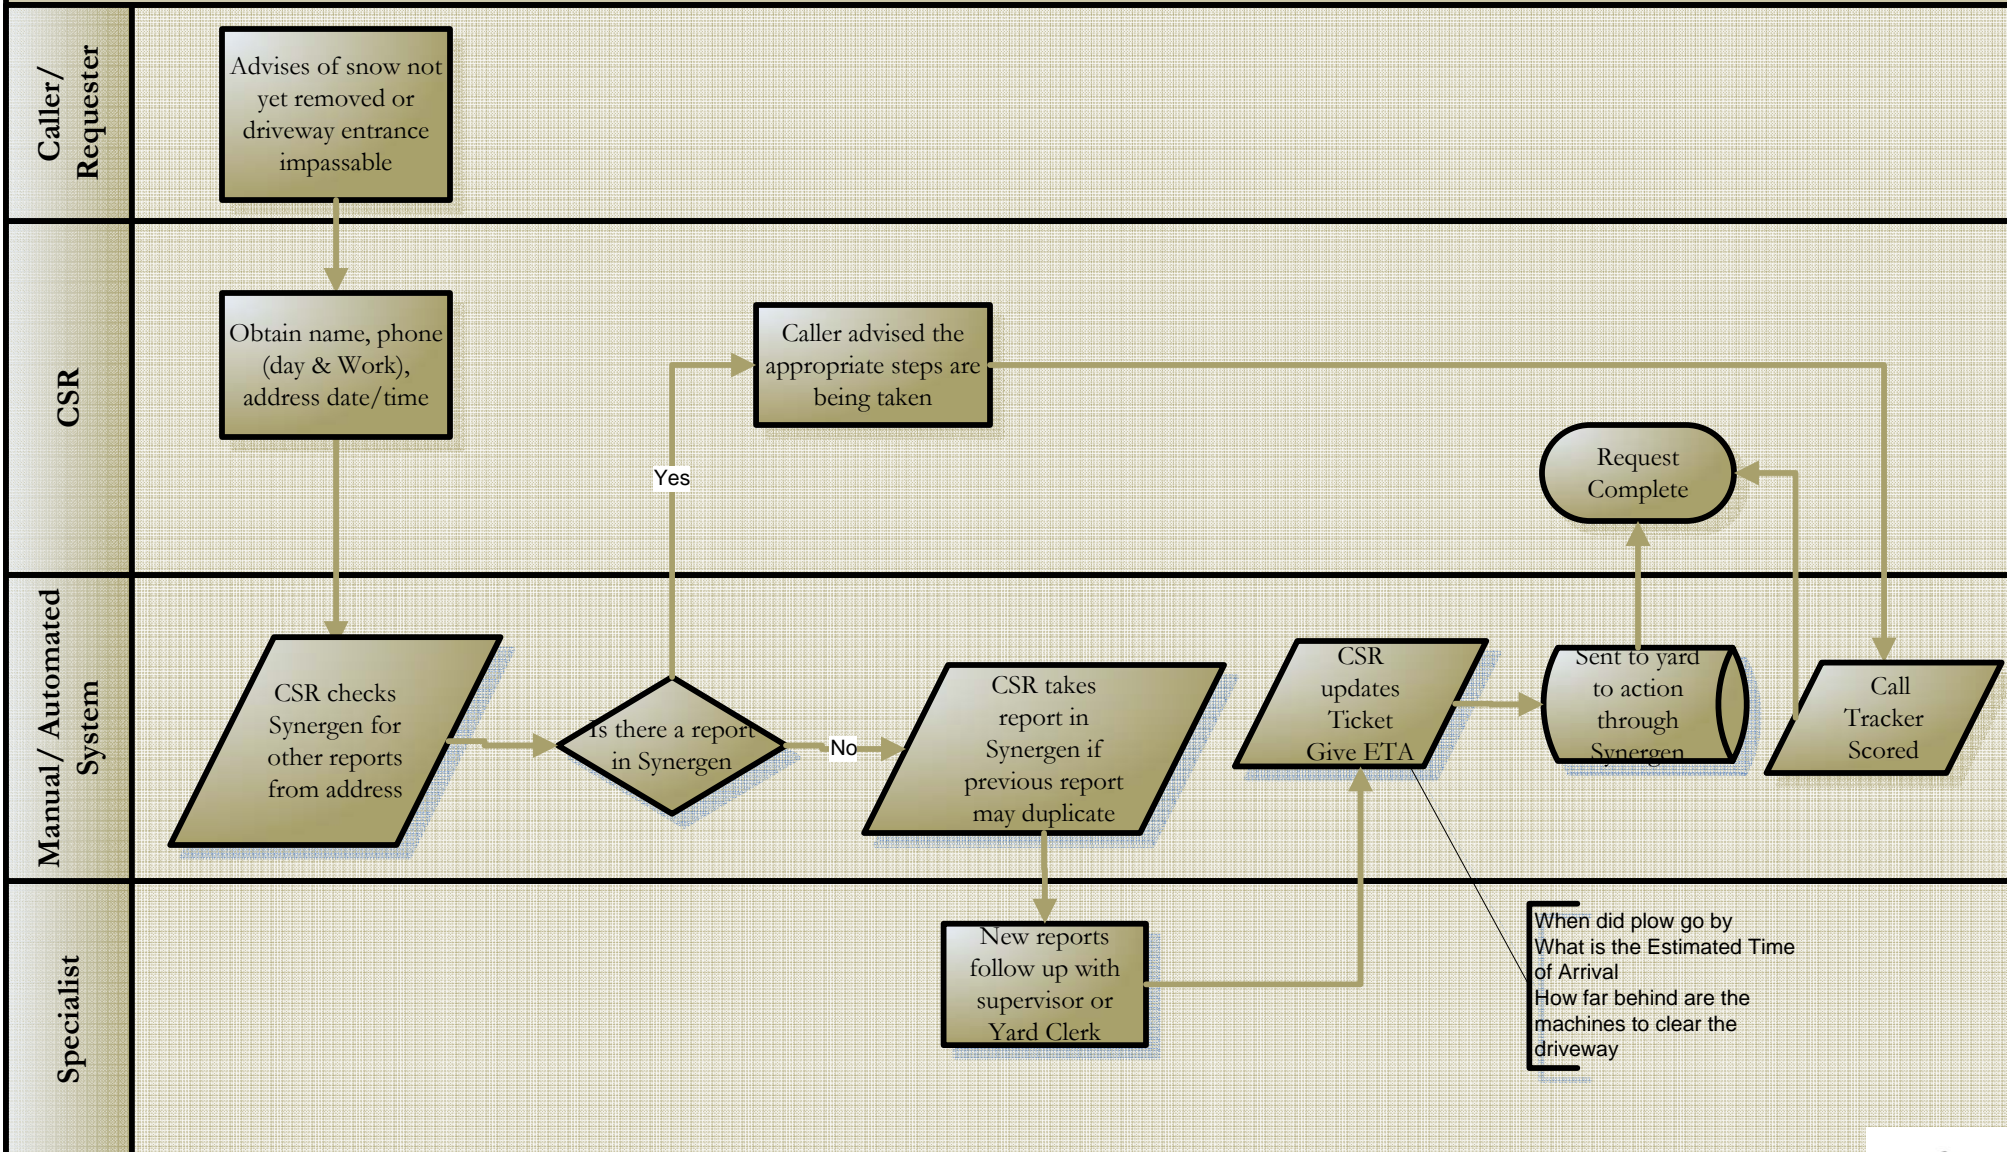 Caller/
Requester
Advises of snow not
yet removed or
driveway entrance
impassable
CSR
Obtain name, phone
(day & Work),
address date/time
Caller advised the
appropriate steps are
being taken
Yes
Request
Complete
Manual/ Automated
System
CSR checks
Synergen for
other reports
from address
Is there a report
in Synergen
No
CSR takes
report in
Synergen if
previous report
may duplicate
CSR
updates
Ticket
Give ETA
Sent to yard
to action
through
Synergen
Call
Tracker
Scored
Specialist
New reports
follow up with
supervisor or
Yard Clerk
When did plow go by
What is the Estimated Time
of Arrival
How far behind are the
machines to clear the
driveway